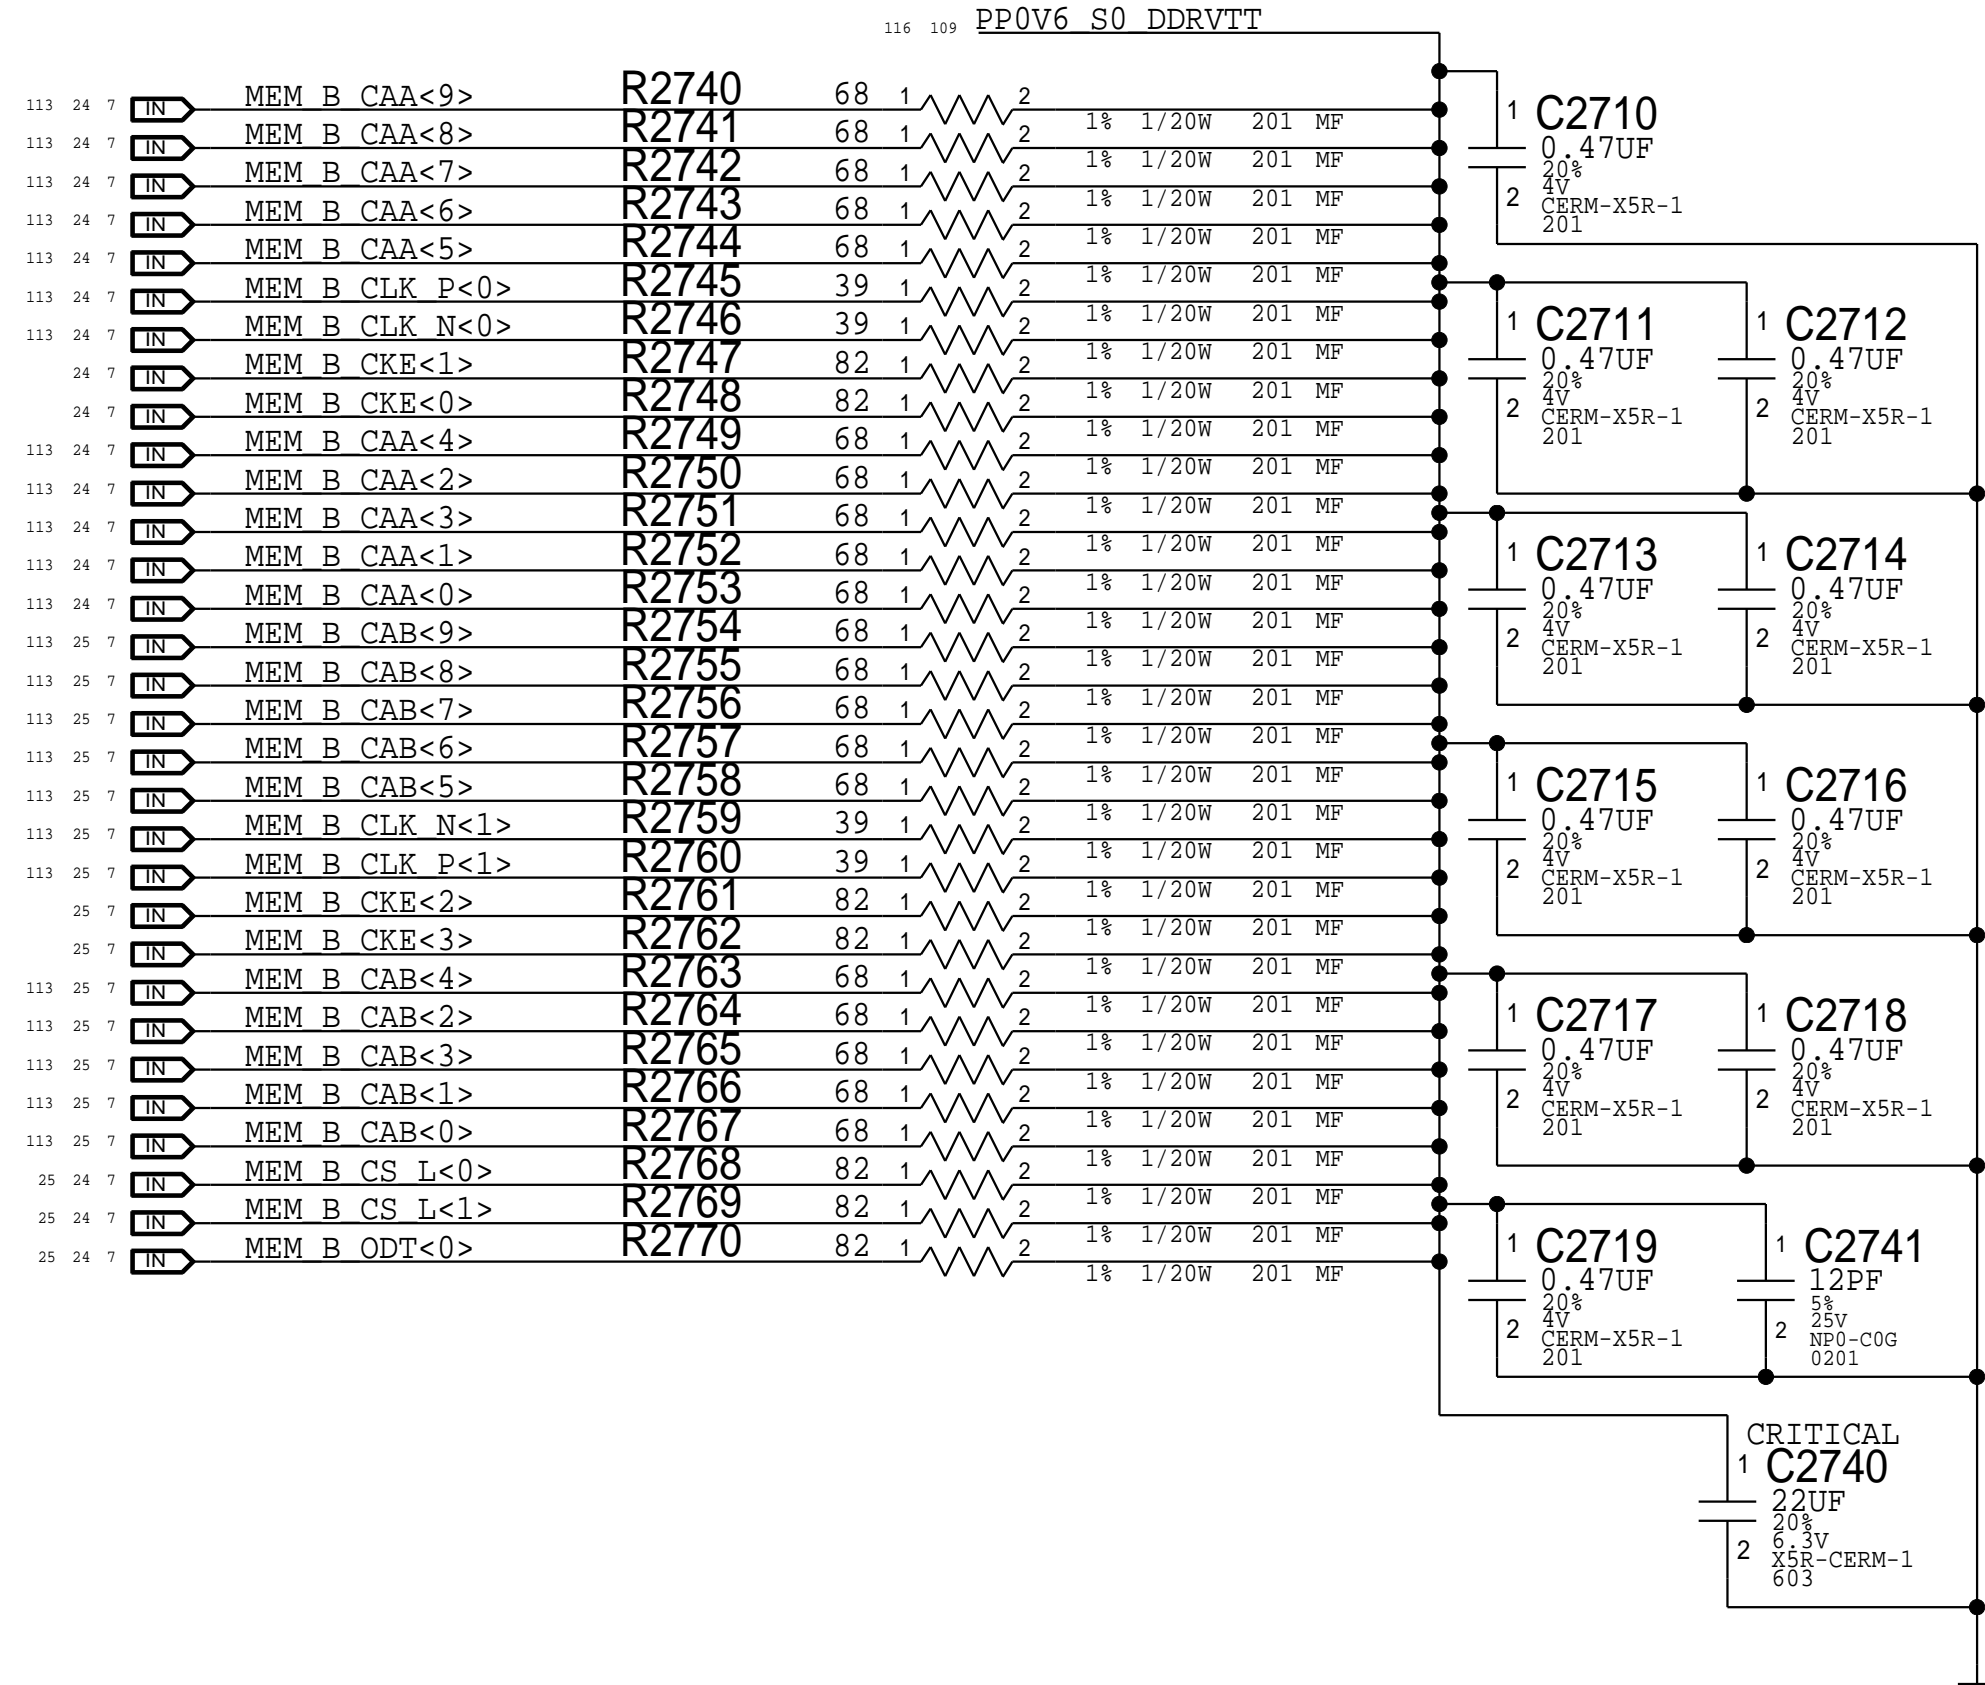 116 109 PP0V6_S0_DDRVTT
113 24 7 IN MEM_B_CAA<9> R2740 68 1 2 1% 1/20W 201 MF
113 24 7 IN MEM_B_CAA<8> R2741 68 1 2 1% 1/20W 201 MF
113 24 7 IN MEM_B_CAA<7> R2742 68 1 2 1% 1/20W 201 MF
113 24 7 IN MEM_B_CAA<6> R2743 68 1 2 1% 1/20W 201 MF
113 24 7 IN MEM_B_CAA<5> R2744 68 1 2 1% 1/20W 201 MF
113 24 7 IN MEM_B_CLK_P<0> R2745 39 1 2 1% 1/20W 201 MF
113 24 7 IN MEM_B_CLK_N<0> R2746 39 1 2 1% 1/20W 201 MF
24 7 IN MEM_B_CKE<1> R2747 82 1 2 1% 1/20W 201 MF
24 7 IN MEM_B_CKE<0> R2748 82 1 2 1% 1/20W 201 MF
113 24 7 IN MEM_B_CAA<4> R2749 68 1 2 1% 1/20W 201 MF
113 24 7 IN MEM_B_CAA<2> R2750 68 1 2 1% 1/20W 201 MF
113 24 7 IN MEM_B_CAA<3> R2751 68 1 2 1% 1/20W 201 MF
113 24 7 IN MEM_B_CAA<1> R2752 68 1 2 1% 1/20W 201 MF
113 24 7 IN MEM_B_CAA<0> R2753 68 1 2 1% 1/20W 201 MF
113 25 7 IN MEM_B_CAB<9> R2754 68 1 2 1% 1/20W 201 MF
113 25 7 IN MEM_B_CAB<8> R2755 68 1 2 1% 1/20W 201 MF
113 25 7 IN MEM_B_CAB<7> R2756 68 1 2 1% 1/20W 201 MF
113 25 7 IN MEM_B_CAB<6> R2757 68 1 2 1% 1/20W 201 MF
113 25 7 IN MEM_B_CAB<5> R2758 68 1 2 1% 1/20W 201 MF
113 25 7 IN MEM_B_CLK_N<1> R2759 39 1 2 1% 1/20W 201 MF
113 25 7 IN MEM_B_CLK_P<1> R2760 39 1 2 1% 1/20W 201 MF
25 7 IN MEM_B_CKE<2> R2761 82 1 2 1% 1/20W 201 MF
25 7 IN MEM_B_CKE<3> R2762 82 1 2 1% 1/20W 201 MF
113 25 7 IN MEM_B_CAB<4> R2763 68 1 2 1% 1/20W 201 MF
113 25 7 IN MEM_B_CAB<2> R2764 68 1 2 1% 1/20W 201 MF
113 25 7 IN MEM_B_CAB<3> R2765 68 1 2 1% 1/20W 201 MF
113 25 7 IN MEM_B_CAB<1> R2766 68 1 2 1% 1/20W 201 MF
113 25 7 IN MEM_B_CAB<0> R2767 68 1 2 1% 1/20W 201 MF
25 24 7 IN MEM_B_CS_L<0> R2768 82 1 2 1% 1/20W 201 MF
25 24 7 IN MEM_B_CS_L<1> R2769 82 1 2 1% 1/20W 201 MF
25 24 7 IN MEM_B_ODT<0> R2770 82 1 2 1% 1/20W 201 MF
1 C2710
0.47UF
20%
4V
2 CERM-X5R-1
201
1 C2711
0.47UF
20%
4V
2 CERM-X5R-1
201
1 C2712
0.47UF
20%
4V
2 CERM-X5R-1
201
1 C2713
0.47UF
20%
4V
2 CERM-X5R-1
201
1 C2714
0.47UF
20%
4V
2 CERM-X5R-1
201
1 C2715
0.47UF
20%
4V
2 CERM-X5R-1
201
1 C2716
0.47UF
20%
4V
2 CERM-X5R-1
201
1 C2717
0.47UF
20%
4V
2 CERM-X5R-1
201
1 C2718
0.47UF
20%
4V
2 CERM-X5R-1
201
1 C2719
0.47UF
20%
4V
2 CERM-X5R-1
201
1 C2741
12PF
5%
25V
2 NP0-C0G
0201
CRITICAL
1 C2740
22UF
20%
6.3V
2 X5R-CERM-1
603